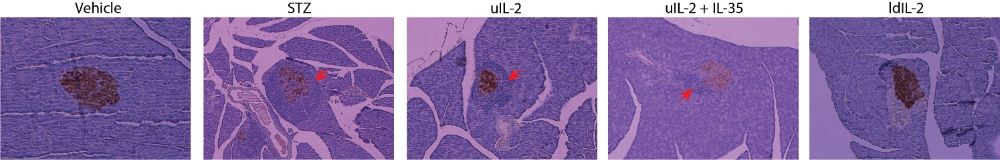 Vehicle
STZ
uIL-2
uIL-2 + IL-35
ldIL-2